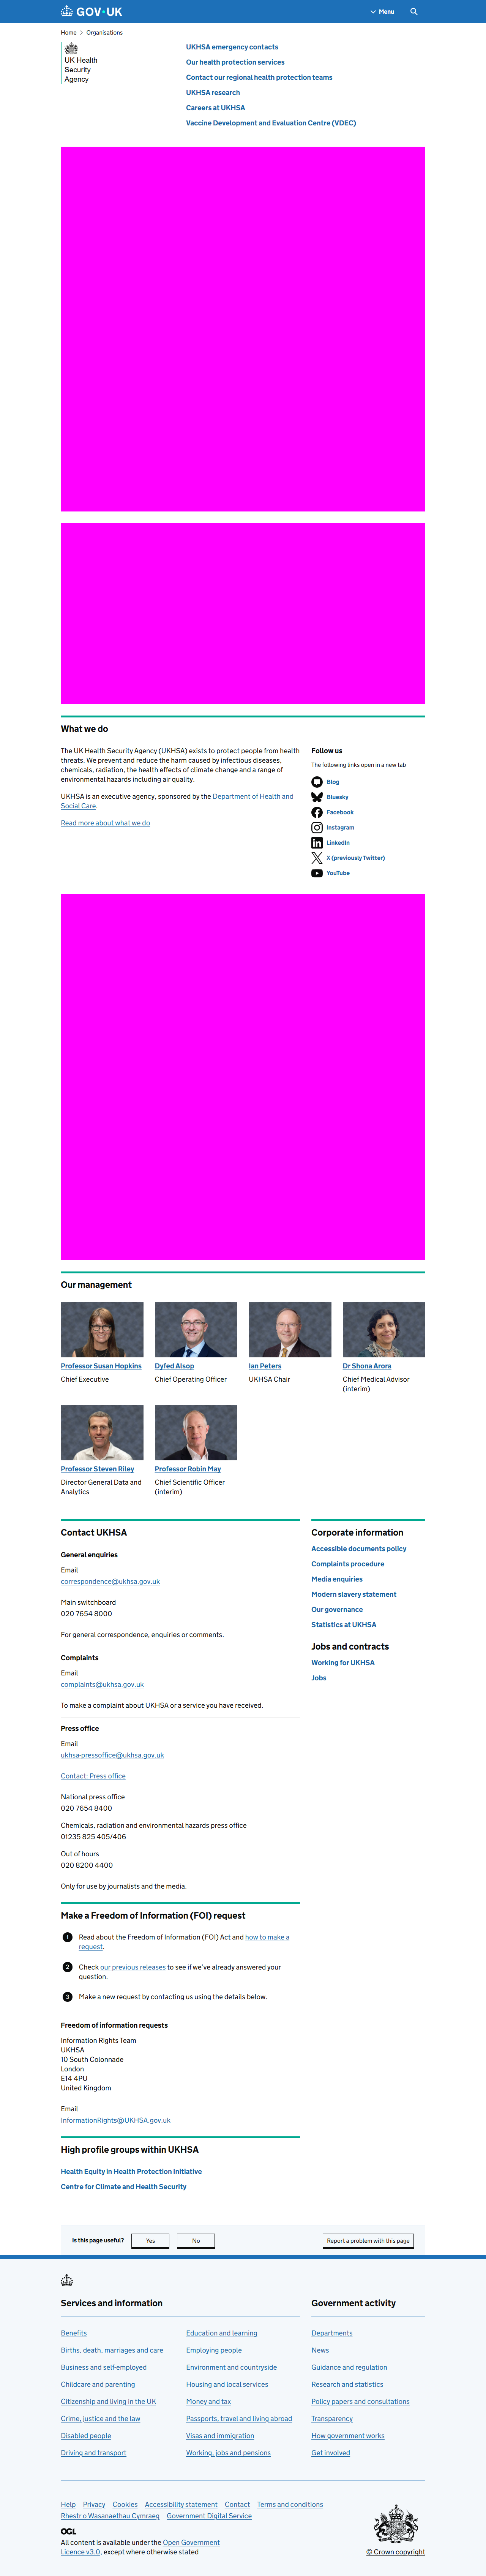 GOV·UK
Menu
Home
Organisations
UK Health
Security
Agency
UKHSA emergency contacts
Our health protection services
Contact our regional health protection teams
UKHSA research
Careers at UKHSA
Vaccine Development and Evaluation Centre (VDEC)
What we do
The UK Health Security Agency (UKHSA) exists to protect people from health
threats. We prevent and reduce the harm caused by infectious diseases,
chemicals, radiation, the health effects of climate change and a range of
environmental hazards including air quality.
UKHSA is an executive agency, sponsored by the Department of Health and
Social Care.
Read more about what we do
Follow us
The following links open in a new tab
Blog
Bluesky
Facebook
Instagram
LinkedIn
X (previously Twitter)
YouTube
Our management
Professor Susan Hopkins
Chief Executive
Dyfed Alsop
Chief Operating Officer
Ian Peters
UKHSA Chair
Dr Shona Arora
Chief Medical Advisor
(interim)
Professor Steven Riley
Director General Data and
Analytics
Professor Robin May
Chief Scientific Officer
(interim)
Contact UKHSA
General enquiries
Email
correspondence@ukhsa.gov.uk
Main switchboard
020 7654 8000
For general correspondence, enquiries or comments.
Complaints
Email
complaints@ukhsa.gov.uk
To make a complaint about UKHSA or a service you have received.
Press office
Email
ukhsa-pressoffice@ukhsa.gov.uk
Contact: Press office
National press office
020 7654 8400
Chemicals, radiation and environmental hazards press office
01235 825 405/406
Out of hours
020 8200 4400
Only for use by journalists and the media.
Corporate information
Accessible documents policy
Complaints procedure
Media enquiries
Modern slavery statement
Our governance
Statistics at UKHSA
Jobs and contracts
Working for UKHSA
Jobs
Make a Freedom of Information (FOI) request
1 Read about the Freedom of Information (FOI) Act and how to make a
request.
2 Check our previous releases to see if we've already answered your
question.
3 Make a new request by contacting us using the details below.
Freedom of information requests
Information Rights Team
UKHSA
10 South Colonnade
London
E14 4PU
United Kingdom
Email
InformationRights@UKHSA.gov.uk
High profile groups within UKHSA
Health Equity in Health Protection Initiative
Centre for Climate and Health Security
Is this page useful?
Yes
No
Report a problem with this page
Services and information
Benefits
Births, death, marriages and care
Business and self-employed
Childcare and parenting
Citizenship and living in the UK
Crime, justice and the law
Disabled people
Driving and transport
Education and learning
Employing people
Environment and countryside
Housing and local services
Money and tax
Passports, travel and living abroad
Visas and immigration
Working, jobs and pensions
Government activity
Departments
News
Guidance and regulation
Research and statistics
Policy papers and consultations
Transparency
How government works
Get involved
Help
Privacy
Cookies
Accessibility statement
Contact
Terms and conditions
Rhestr o Wasanaethau Cymraeg
Government Digital Service
OGL
All content is available under the Open Government
Licence v3.0, except where otherwise stated
© Crown copyright